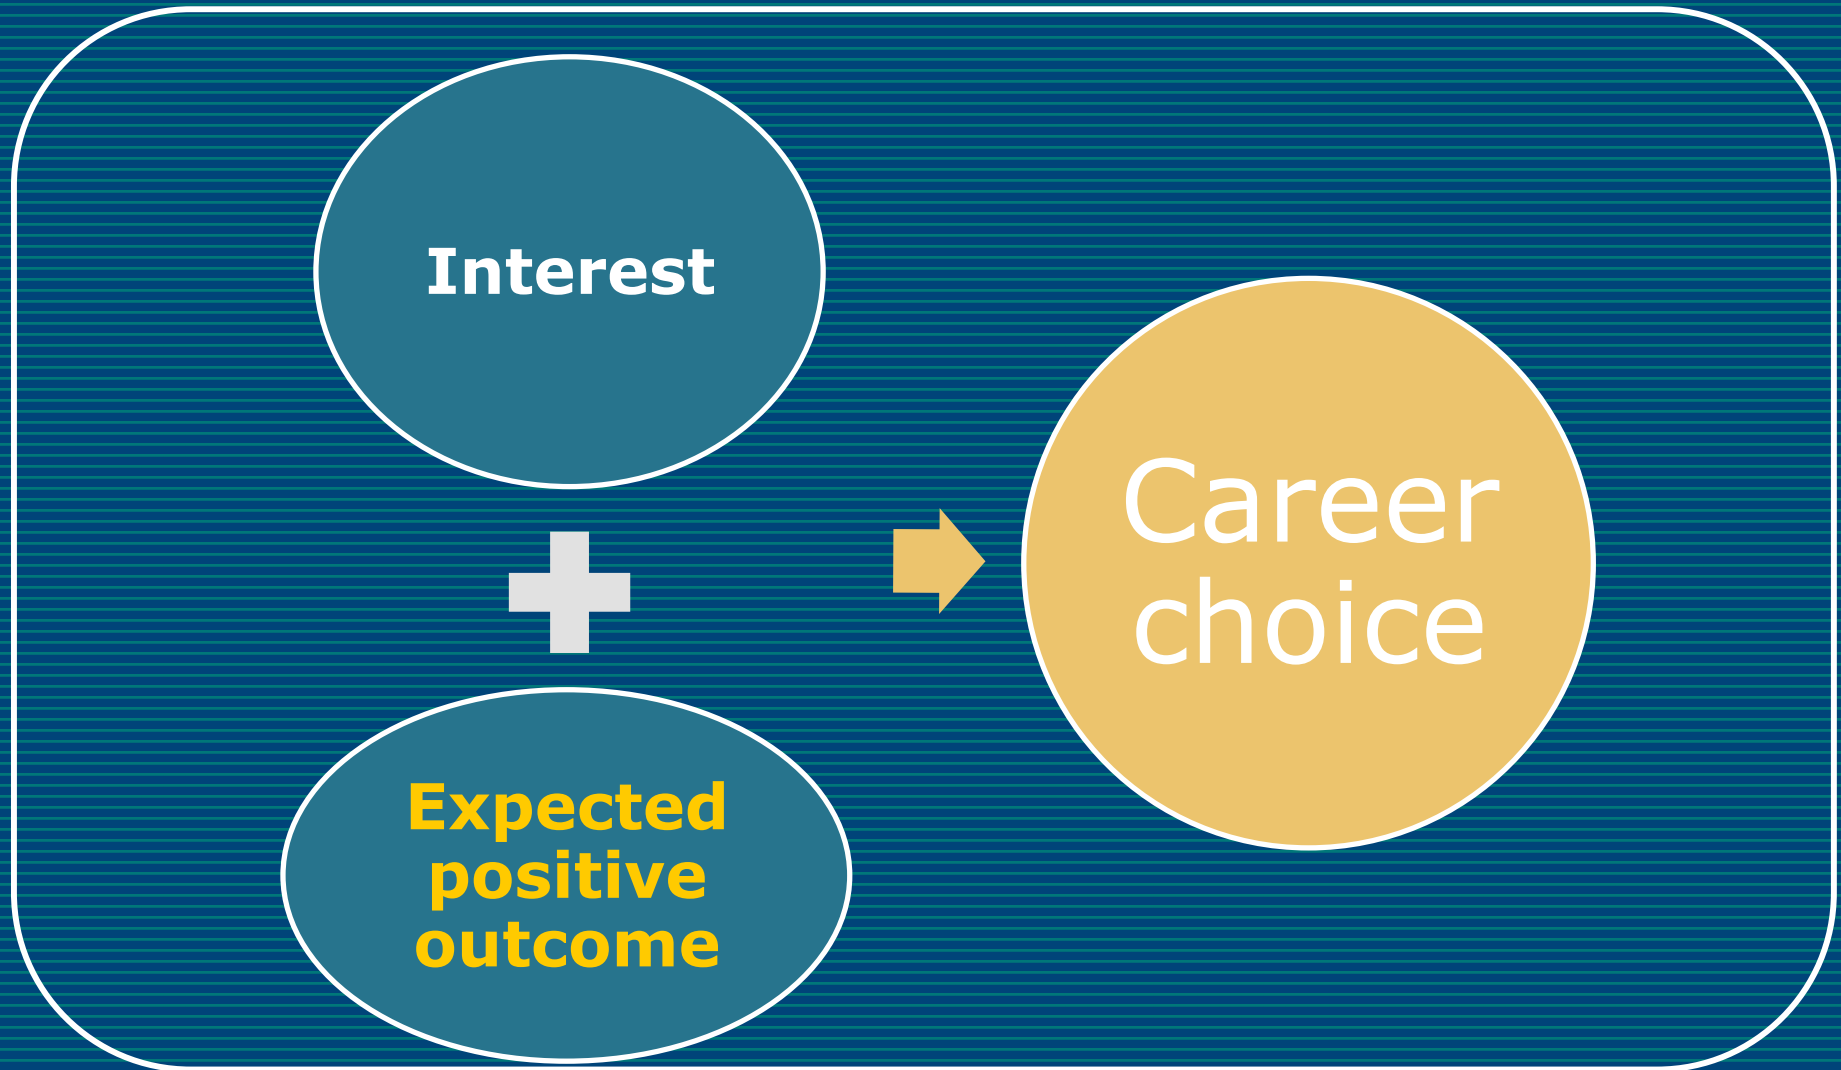 Interest
Expected
positive
outcome
Career
choice